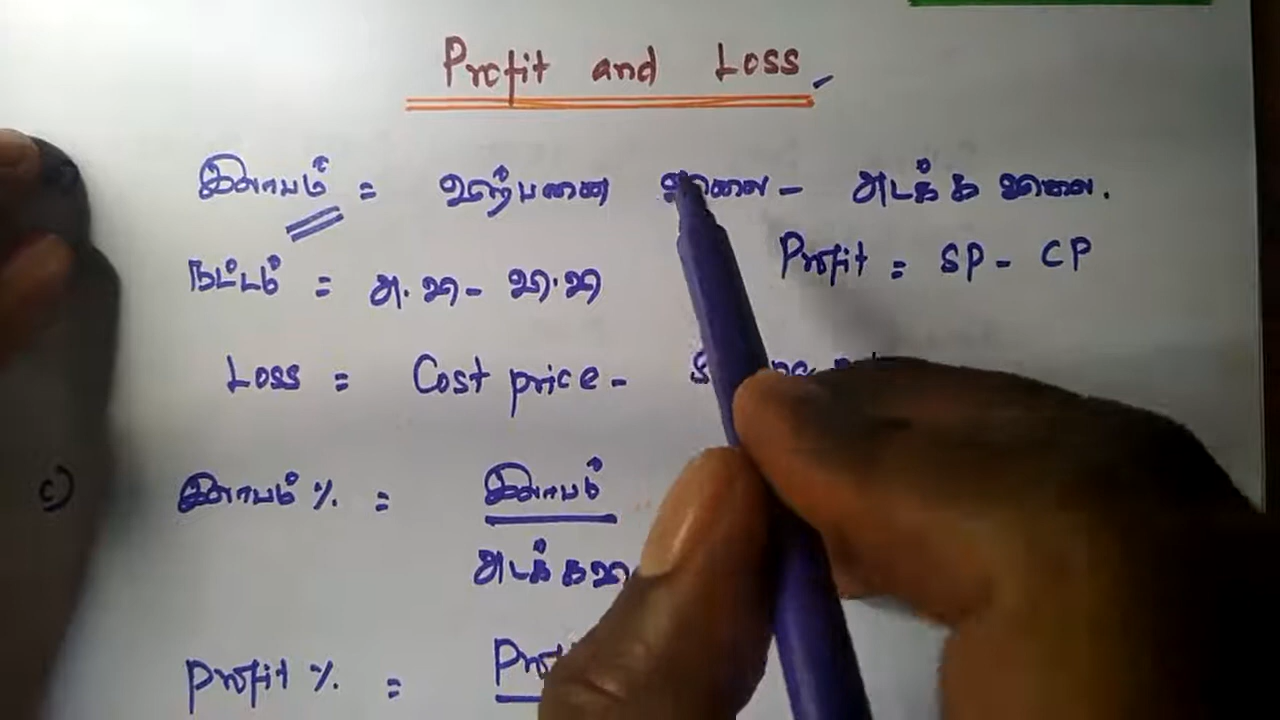 Profit and Loss
இலாபம் = விற்பனை விலை - அடக்க விலை.
நட்டம் = அ.வி - வி.வி
Profit = SP - CP
Loss = Cost price -
இலாபம் % = இலாபம்
c)
Profit % =